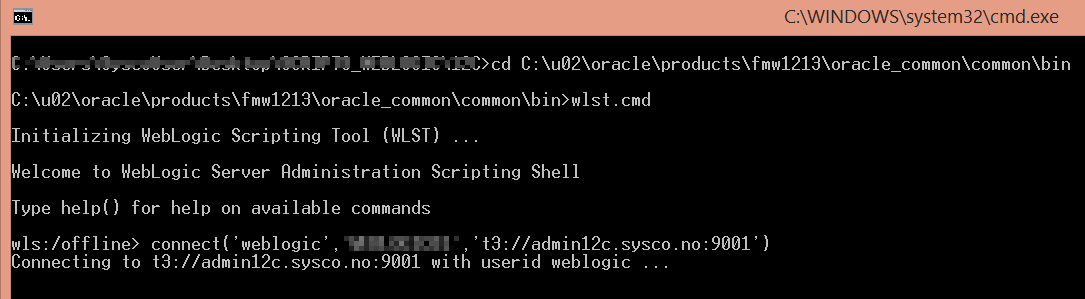 C:\WINDOWS\system32\cmd.exe
C:\>cd C:\u02\oracle\products\fmw1213\oracle_common\common\bin
C:\u02\oracle\products\fmw1213\oracle_common\common\bin>wlst.cmd
Initializing WebLogic Scripting Tool (WLST) ...
Welcome to WebLogic Server Administration Scripting Shell
Type help() for help on available commands
wls:/offline> connect('weblogic','','t3://admin12c.sysco.no:9001')
Connecting to t3://admin12c.sysco.no:9001 with userid weblogic ...